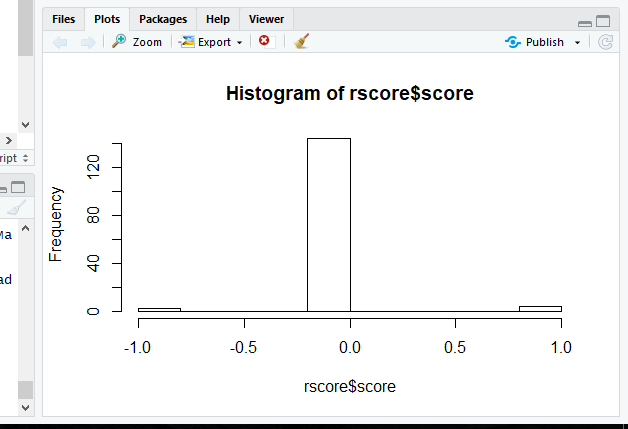 Files Plots Packages Help Viewer
Zoom Export Publish
Histogram of rscore$score
Frequency
120
80
40
0
-1.0 -0.5 0.0 0.5 1.0
rscore$score
ript
Ma
ad